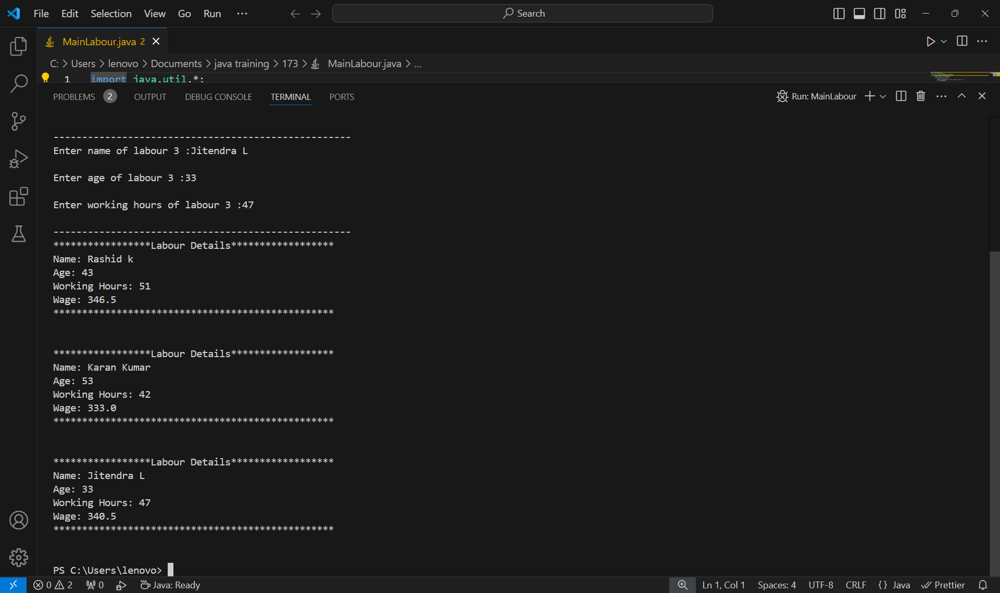 File Edit Selection View Go Run ··· Search
MainLabour.java 2
C: > Users > lenovo > Documents > java training > 173 > MainLabour.java > ...
1 import java.util.*;
PROBLEMS 2 OUTPUT DEBUG CONSOLE TERMINAL PORTS Run: MainLabour
----------------------------------------------------
Enter name of labour 3 :Jitendra L
Enter age of labour 3 :33
Enter working hours of labour 3 :47
----------------------------------------------------
*****************Labour Details******************
Name: Rashid k
Age: 43
Working Hours: 51
Wage: 346.5
*************************************************
*****************Labour Details******************
Name: Karan Kumar
Age: 53
Working Hours: 42
Wage: 333.0
*************************************************
*****************Labour Details******************
Name: Jitendra L
Age: 33
Working Hours: 47
Wage: 340.5
*************************************************
PS C:\Users\lenovo>
0 2 0 Java: Ready Ln 1, Col 1 Spaces: 4 UTF-8 CRLF {} Java Prettier